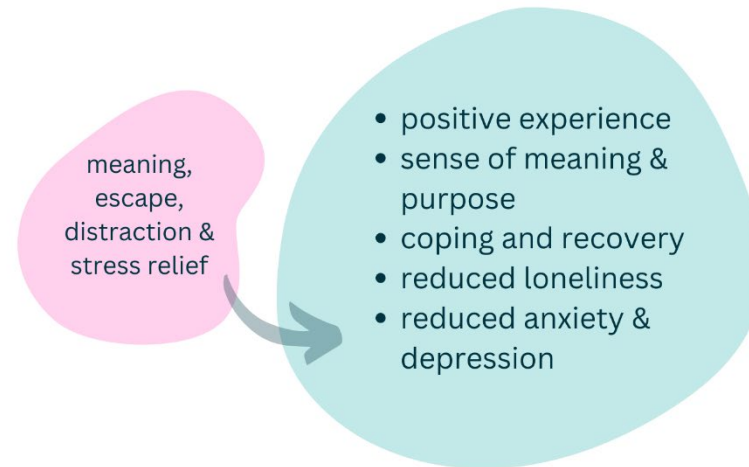 meaning,
escape,
distraction &
stress relief
• positive experience
• sense of meaning &
purpose
• coping and recovery
• reduced loneliness
• reduced anxiety &
depression